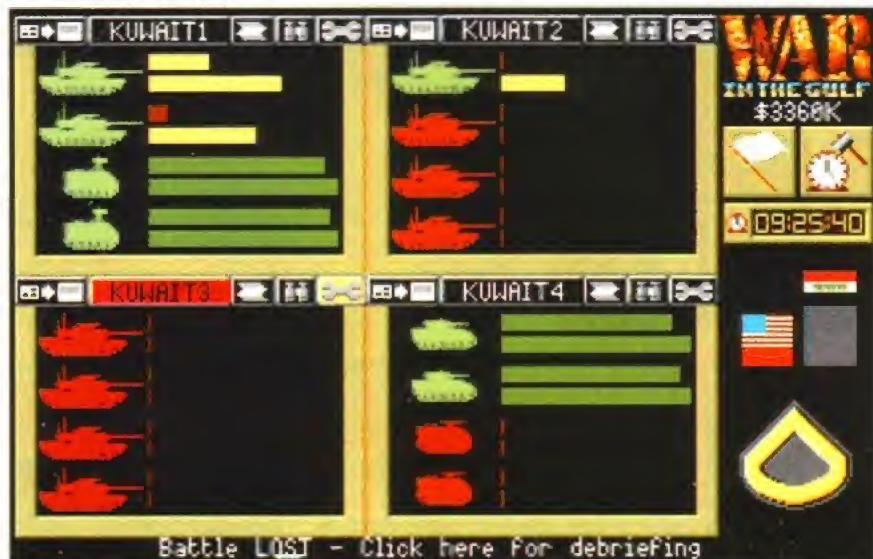 KUWAIT1
KUWAIT2
WAR
IN THE GULF
$3360K
09:25:40
KUWAIT3
KUWAIT4
Battle LOST - Click here for debriefing